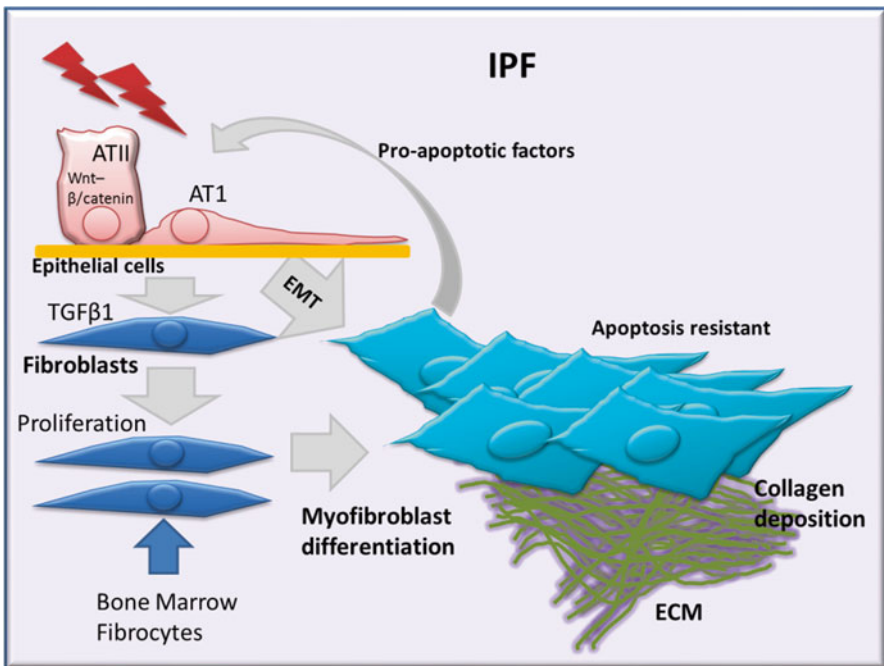 IPF
Pro-apoptotic factors
ATII
Wnt–
β/catenin
AT1
Epithelial cells
EMT
TGFβ1
Fibroblasts
Apoptosis resistant
Proliferation
Myofibroblast
differentiation
Collagen
deposition
ECM
Bone Marrow
Fibrocytes